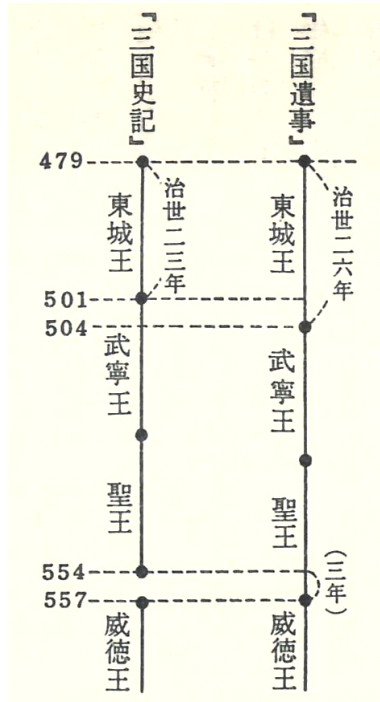 『三国遺事』
『三国史記』
479
治世二六年
東城王
治世二三年
東城王
501
504
武寧王
武寧王
聖王
聖王
554
557
(三年)
威徳王
威徳王